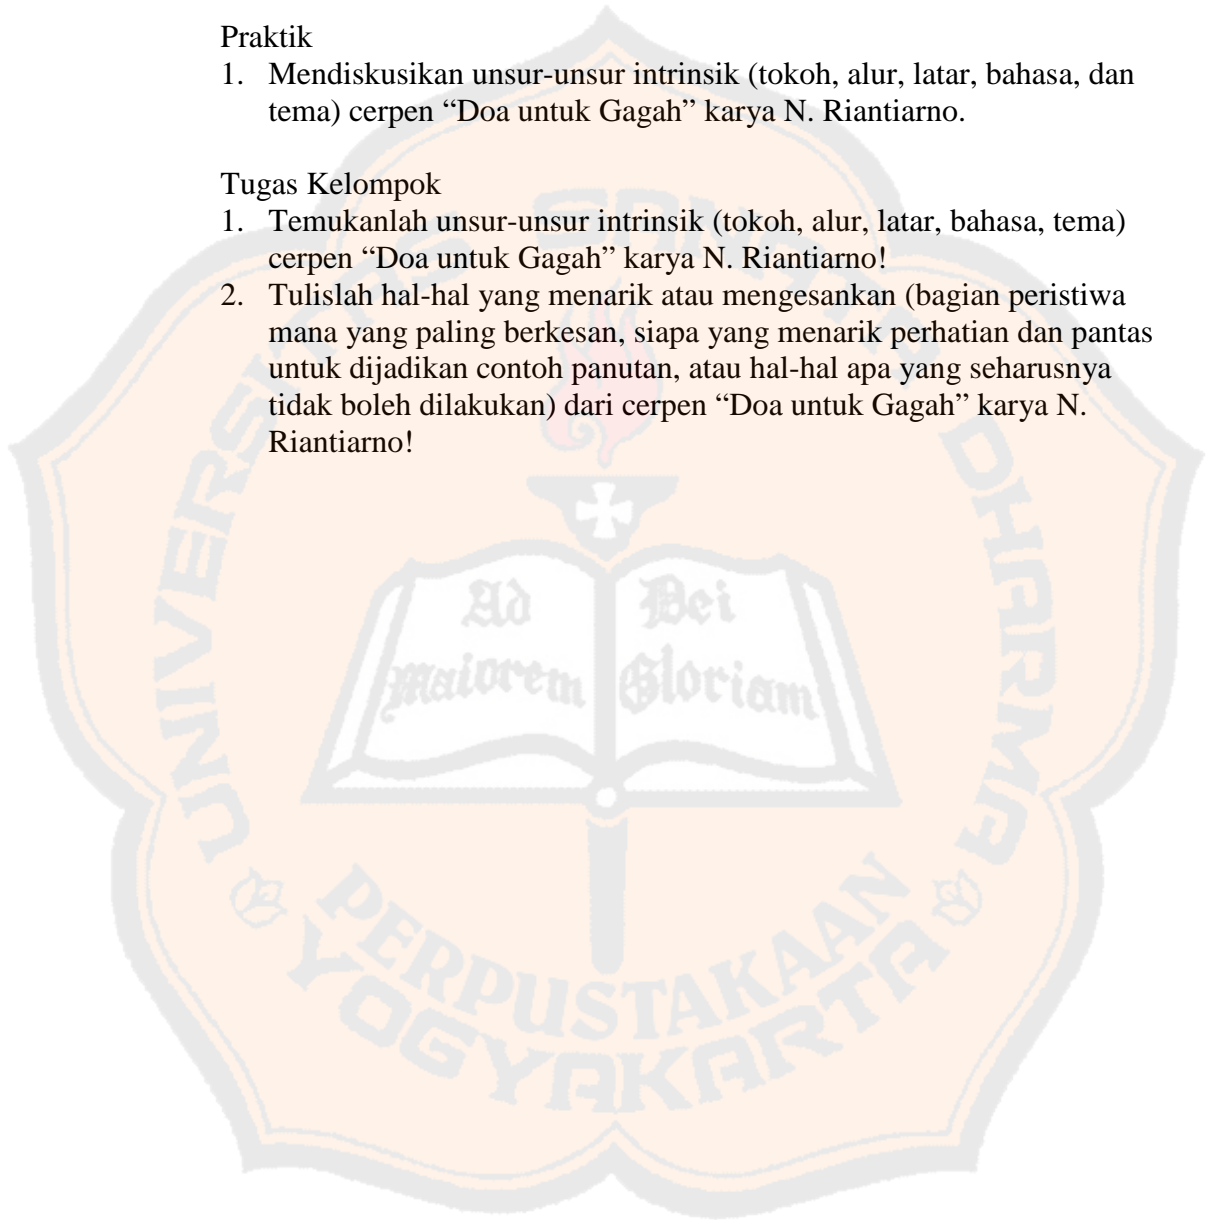 Praktik
1. Mendiskusikan unsur-unsur intrinsik (tokoh, alur, latar, bahasa, dan
tema) cerpen “Doa untuk Gagah” karya N. Riantiarno.
Tugas Kelompok
1. Temukanlah unsur-unsur intrinsik (tokoh, alur, latar, bahasa, tema)
cerpen “Doa untuk Gagah” karya N. Riantiarno!
2. Tulislah hal-hal yang menarik atau mengesankan (bagian peristiwa
mana yang paling berkesan, siapa yang menarik perhatian dan pantas
untuk dijadikan contoh panutan, atau hal-hal apa yang seharusnya
tidak boleh dilakukan) dari cerpen “Doa untuk Gagah” karya N.
Riantiarno!
UNIVERSITAS SANATA DHARMA
Ad
maiorem
Dei
Gloriam
PERPUSTAKAAN
YOGYAKARTA